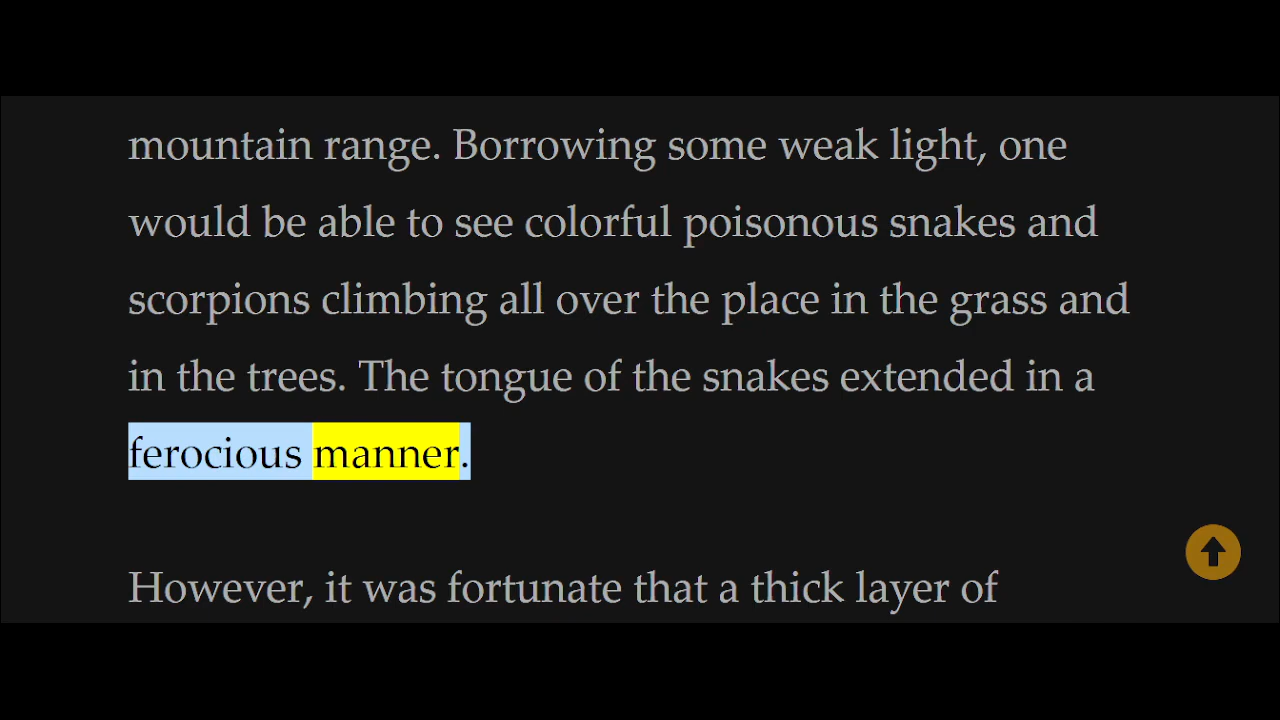 mountain range. Borrowing some weak light, one
would be able to see colorful poisonous snakes and
scorpions climbing all over the place in the grass and
in the trees. The tongue of the snakes extended in a
ferocious manner.
However, it was fortunate that a thick layer of